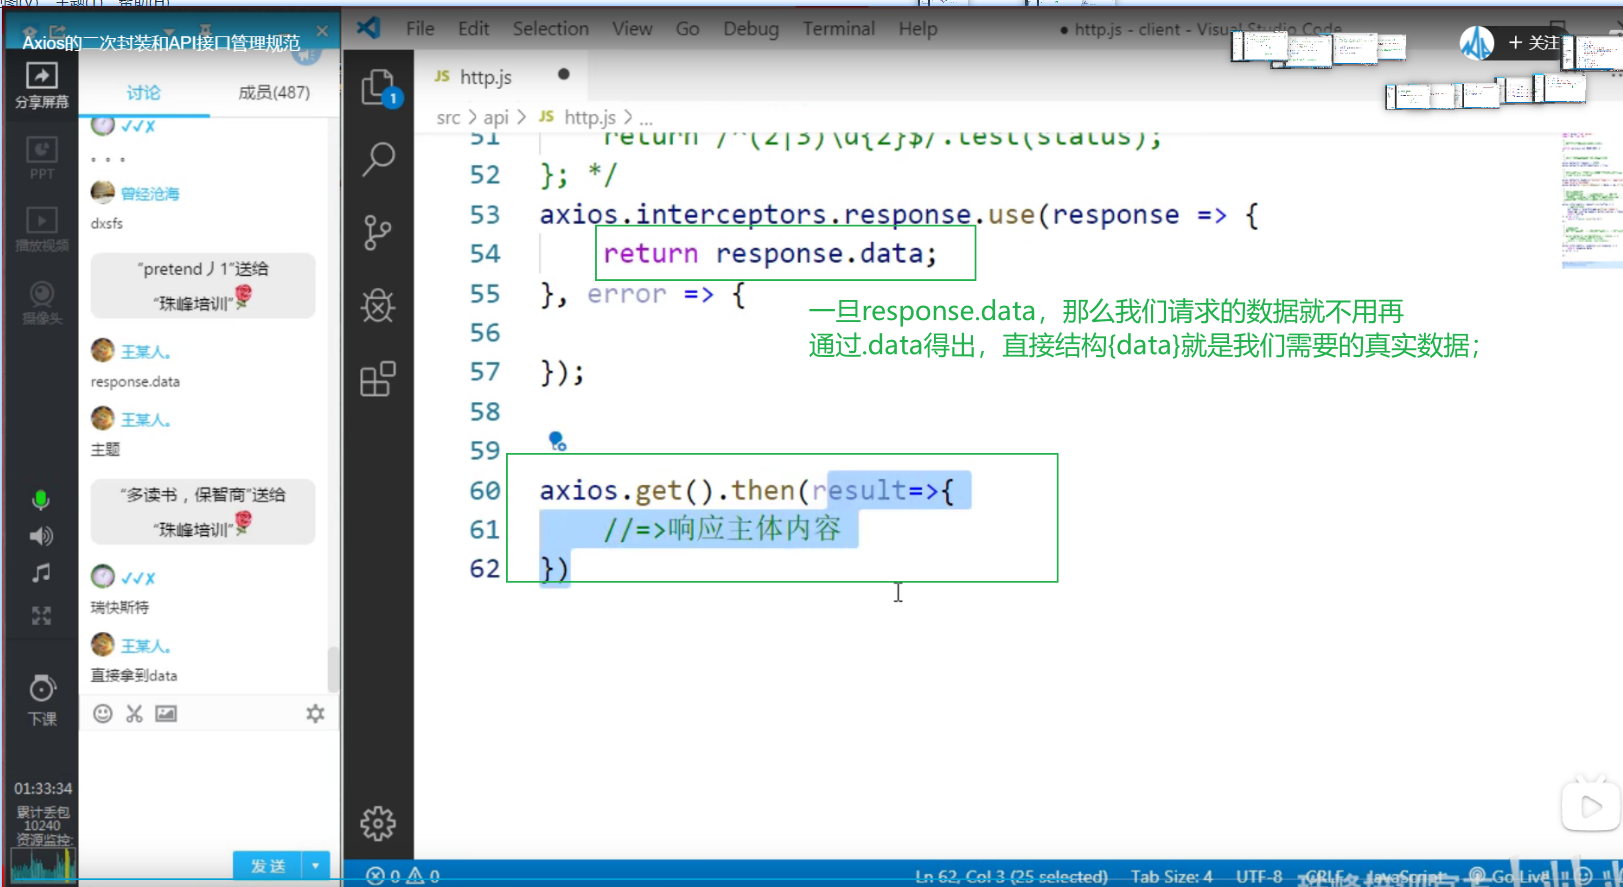 Axios的二次封装和API接口管理规范
File Edit Selection View Go Debug Terminal Help
● http.js - client - Visual Studio Code
+ 关注
分享屏幕
PPT
播放视频
摄像头
下课
01:33:34
累计丢包
10240
资源监控:
讨论
成员(487)
✓✓✗
。。。
曾经沧海
dxsfs
“pretend丿1”送给
“珠峰培训”
王某人。
response.data
王某人。
主题
“多读书，保智商”送给
“珠峰培训”
✓✓✗
瑞快斯特
王某人。
直接拿到data
发送
1
JS http.js ●
src > api > JS http.js > ...
51 return /^(2|3)\d{2}$/.test(status);
52 }; */
53 axios.interceptors.response.use(response => {
54 return response.data;
55 }, error => {
56
57 });
58
59
60 axios.get().then(result=>{
61 //=>响应主体内容
62 })
一旦response.data，那么我们请求的数据就不用再
通过.data得出，直接结构{data}就是我们需要的真实数据；
0 0
Ln 62, Col 3 (25 selected) Tab Size: 4 UTF-8 CRLF JavaScript Go Live